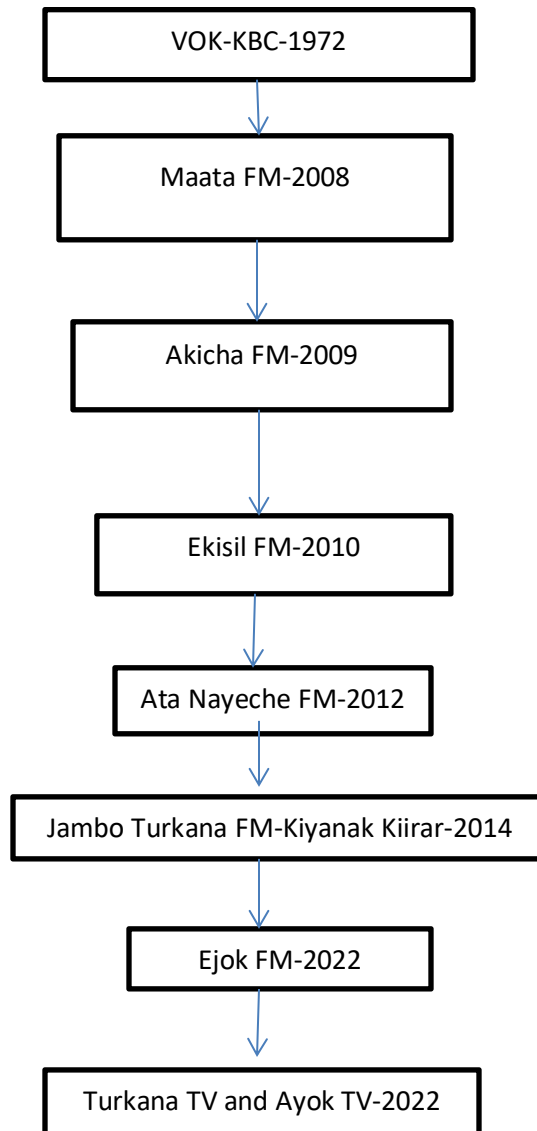 VOK-KBC-1972
Maata FM-2008
Akicha FM-2009
Ekisil FM-2010
Ata Nayeche FM-2012
Jambo Turkana FM-Kiyanak Kiirar-2014
Ejok FM-2022
Turkana TV and Ayok TV-2022